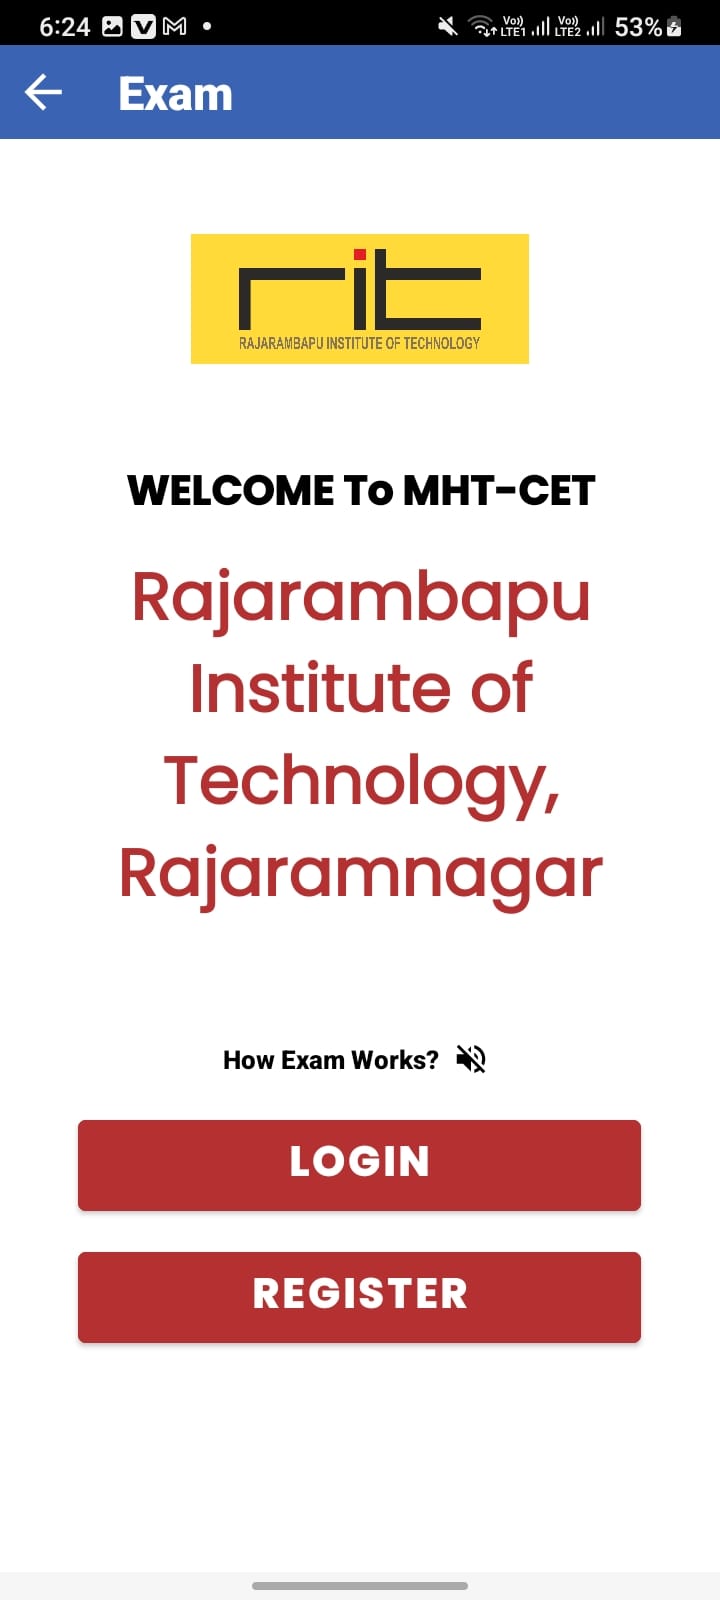 6:24
Vo)) LTE1 Vo)) LTE2 53%
Exam
rit
RAJARAMBAPU INSTITUTE OF TECHNOLOGY
WELCOME To MHT-CET
Rajarambapu
Institute of
Technology,
Rajaramnagar
How Exam Works?
LOGIN
REGISTER